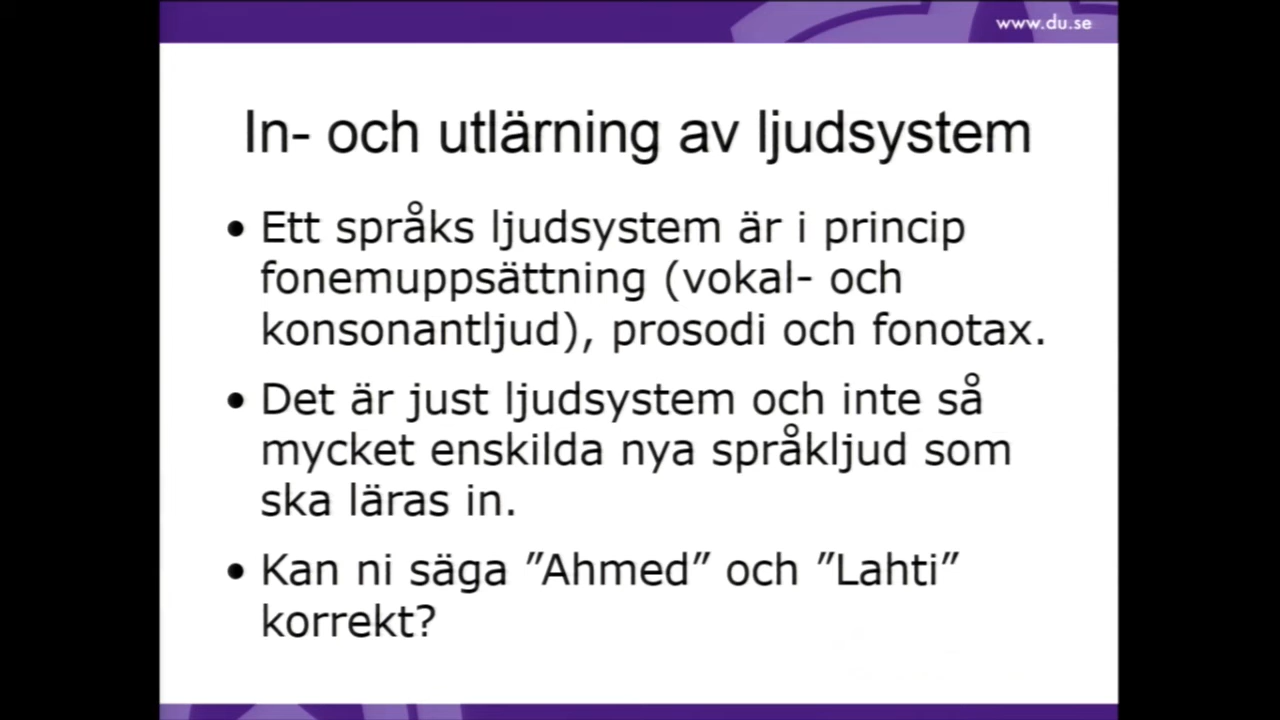 www.du.se
In- och utlärning av ljudsystem
• Ett språks ljudsystem är i princip
fonemuppsättning (vokal- och
konsonantljud), prosodi och fonotax.
• Det är just ljudsystem och inte så
mycket enskilda nya språkljud som
ska läras in.
• Kan ni säga ”Ahmed” och ”Lahti”
korrekt?